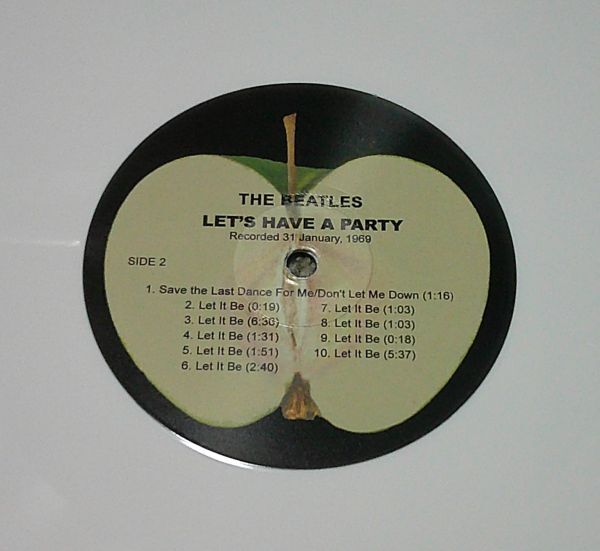 THE BEATLES
LET'S HAVE A PARTY
Recorded 31 January, 1969
SIDE 2
1. Save the Last Dance For Me/Don't Let Me Down (1:16)
2. Let It Be (0:19)
3. Let It Be (6:36)
4. Let It Be (1:31)
5. Let It Be (1:51)
6. Let It Be (2:40)
7. Let It Be (1:03)
8. Let It Be (1:03)
9. Let It Be (0:18)
10. Let It Be (5:37)